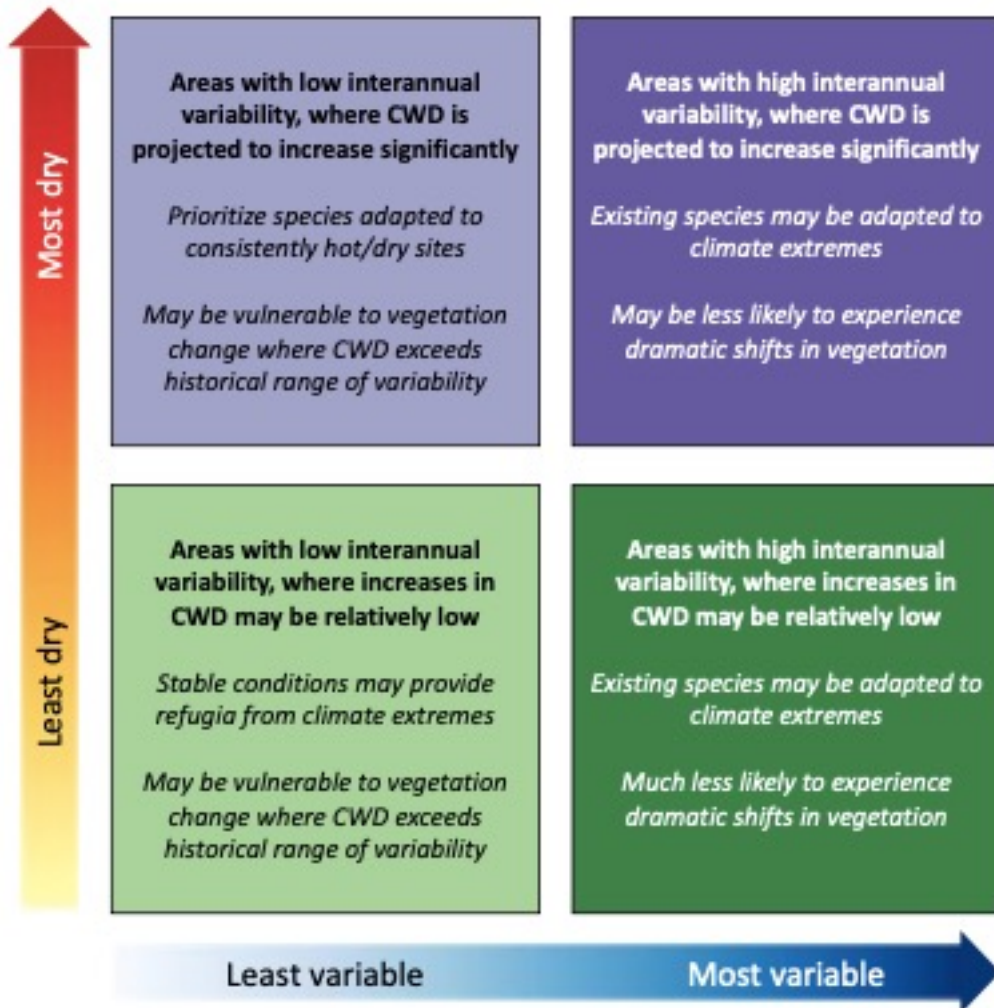 Most dry
Areas with low interannual
variability, where CWD is
projected to increase significantly
Prioritize species adapted to
consistently hot/dry sites
May be vulnerable to vegetation
change where CWD exceeds
historical range of variability
Areas with high interannual
variability, where CWD is
projected to increase significantly
Existing species may be adapted to
climate extremes
May be less likely to experience
dramatic shifts in vegetation
Least dry
Areas with low interannual
variability, where increases in
CWD may be relatively low
Stable conditions may provide
refugia from climate extremes
May be vulnerable to vegetation
change where CWD exceeds
historical range of variability
Areas with high interannual
variability, where increases in
CWD may be relatively low
Existing species may be adapted to
climate extremes
Much less likely to experience
dramatic shifts in vegetation
Least variable
Most variable